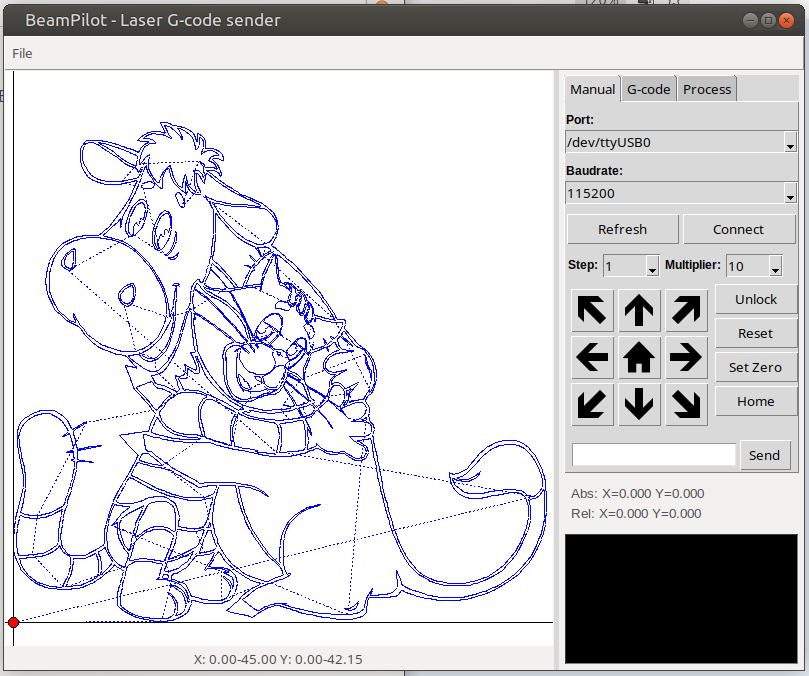 BeamPilot - Laser G-code sender
File
Manual G-code Process
Port:
/dev/ttyUSB0
Baudrate:
115200
Refresh Connect
Step: 1 Multiplier: 10
Unlock
Reset
Set Zero
Home
Send
Abs: X=0.000 Y=0.000
Rel: X=0.000 Y=0.000
X: 0.00-45.00 Y: 0.00-42.15